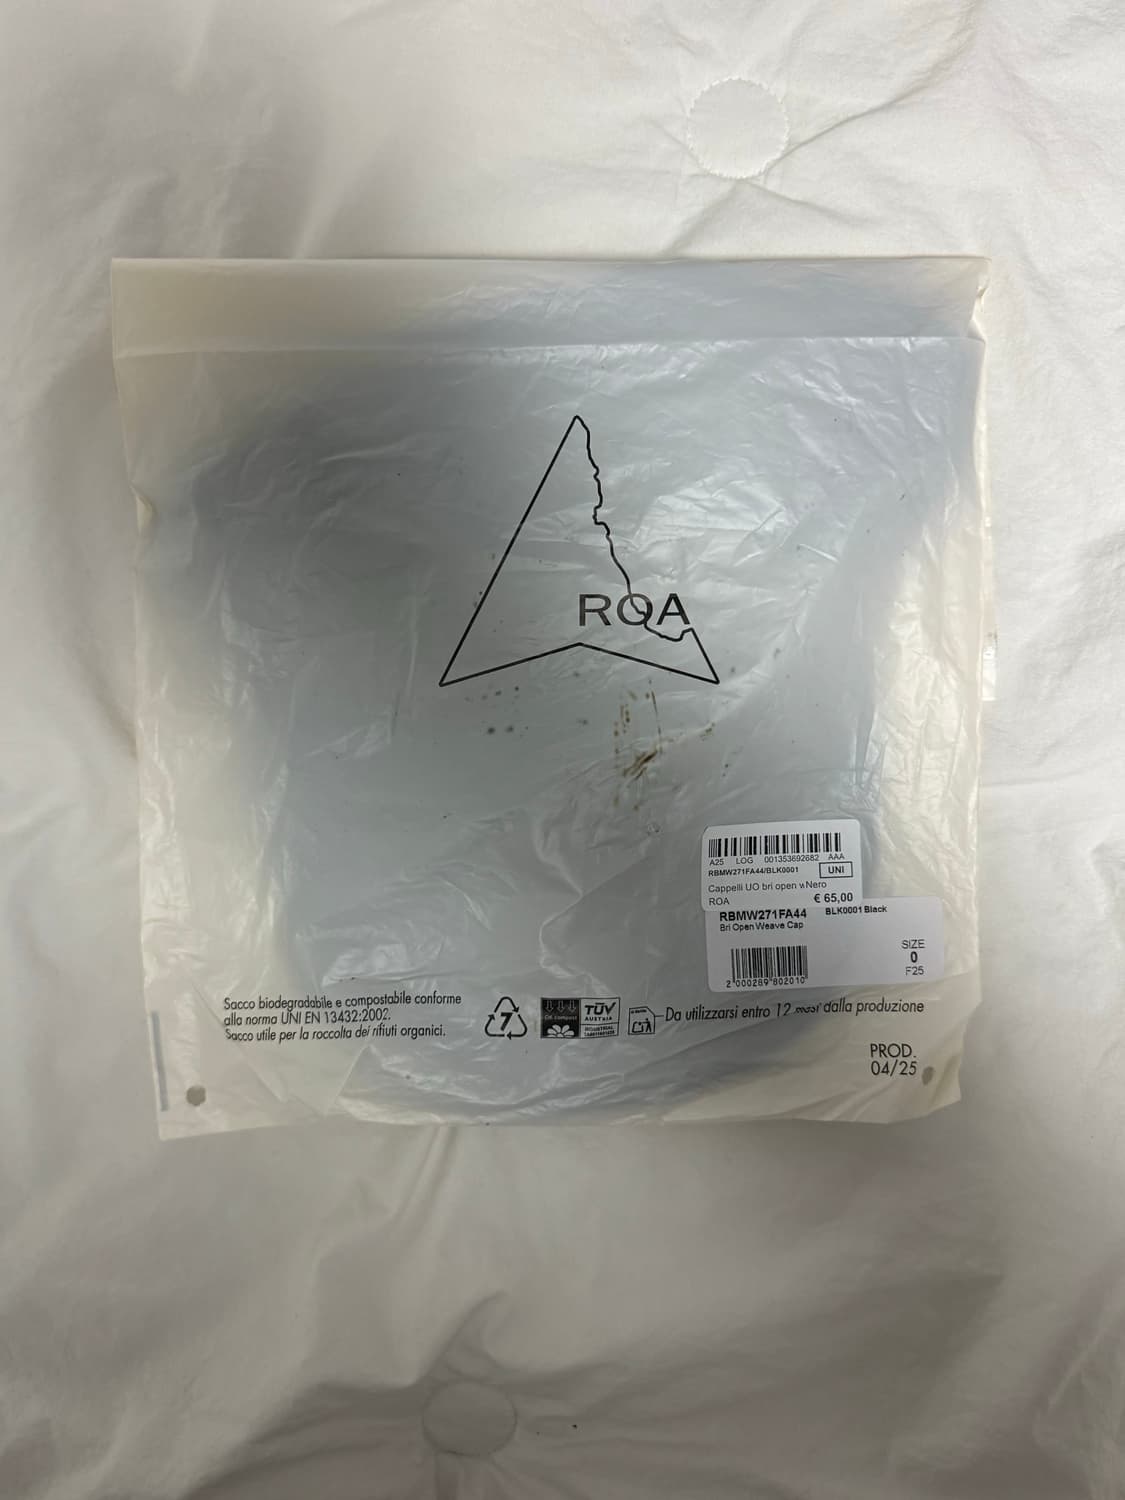 ROA
A25 LOG 001353692682 AAA
RBMW271FA44/BLK0001 UNI
Cappelli UO bri open w Nero
ROA € 65,00
RBMW271FA44 BLK0001 Black
Bri Open Weave Cap
SIZE
0
F25
2 000289 802010
Sacco biodegradabile e compostabile conforme
alla norma UNI EN 13432:2002.
Sacco utile per la raccolta dei rifiuti organici.
7
OK compost
TÜV
AUSTRIA
INDUSTRIAL
Da utilizzarsi entro 12 mesi dalla produzione
PROD.
04/25